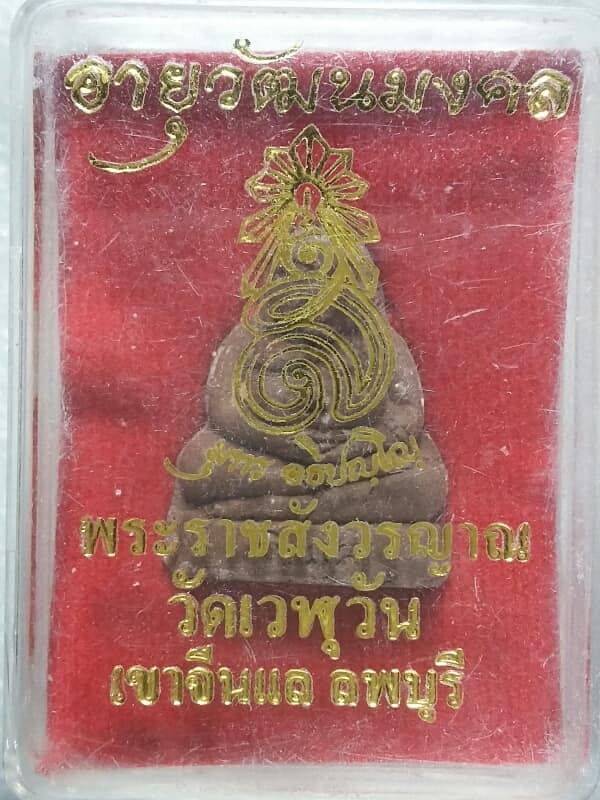 อายุวัฒนมงคล
พระราชสังวรญาณ
วัดเวฬุวัน
เขาจีนแล ลพบุรี